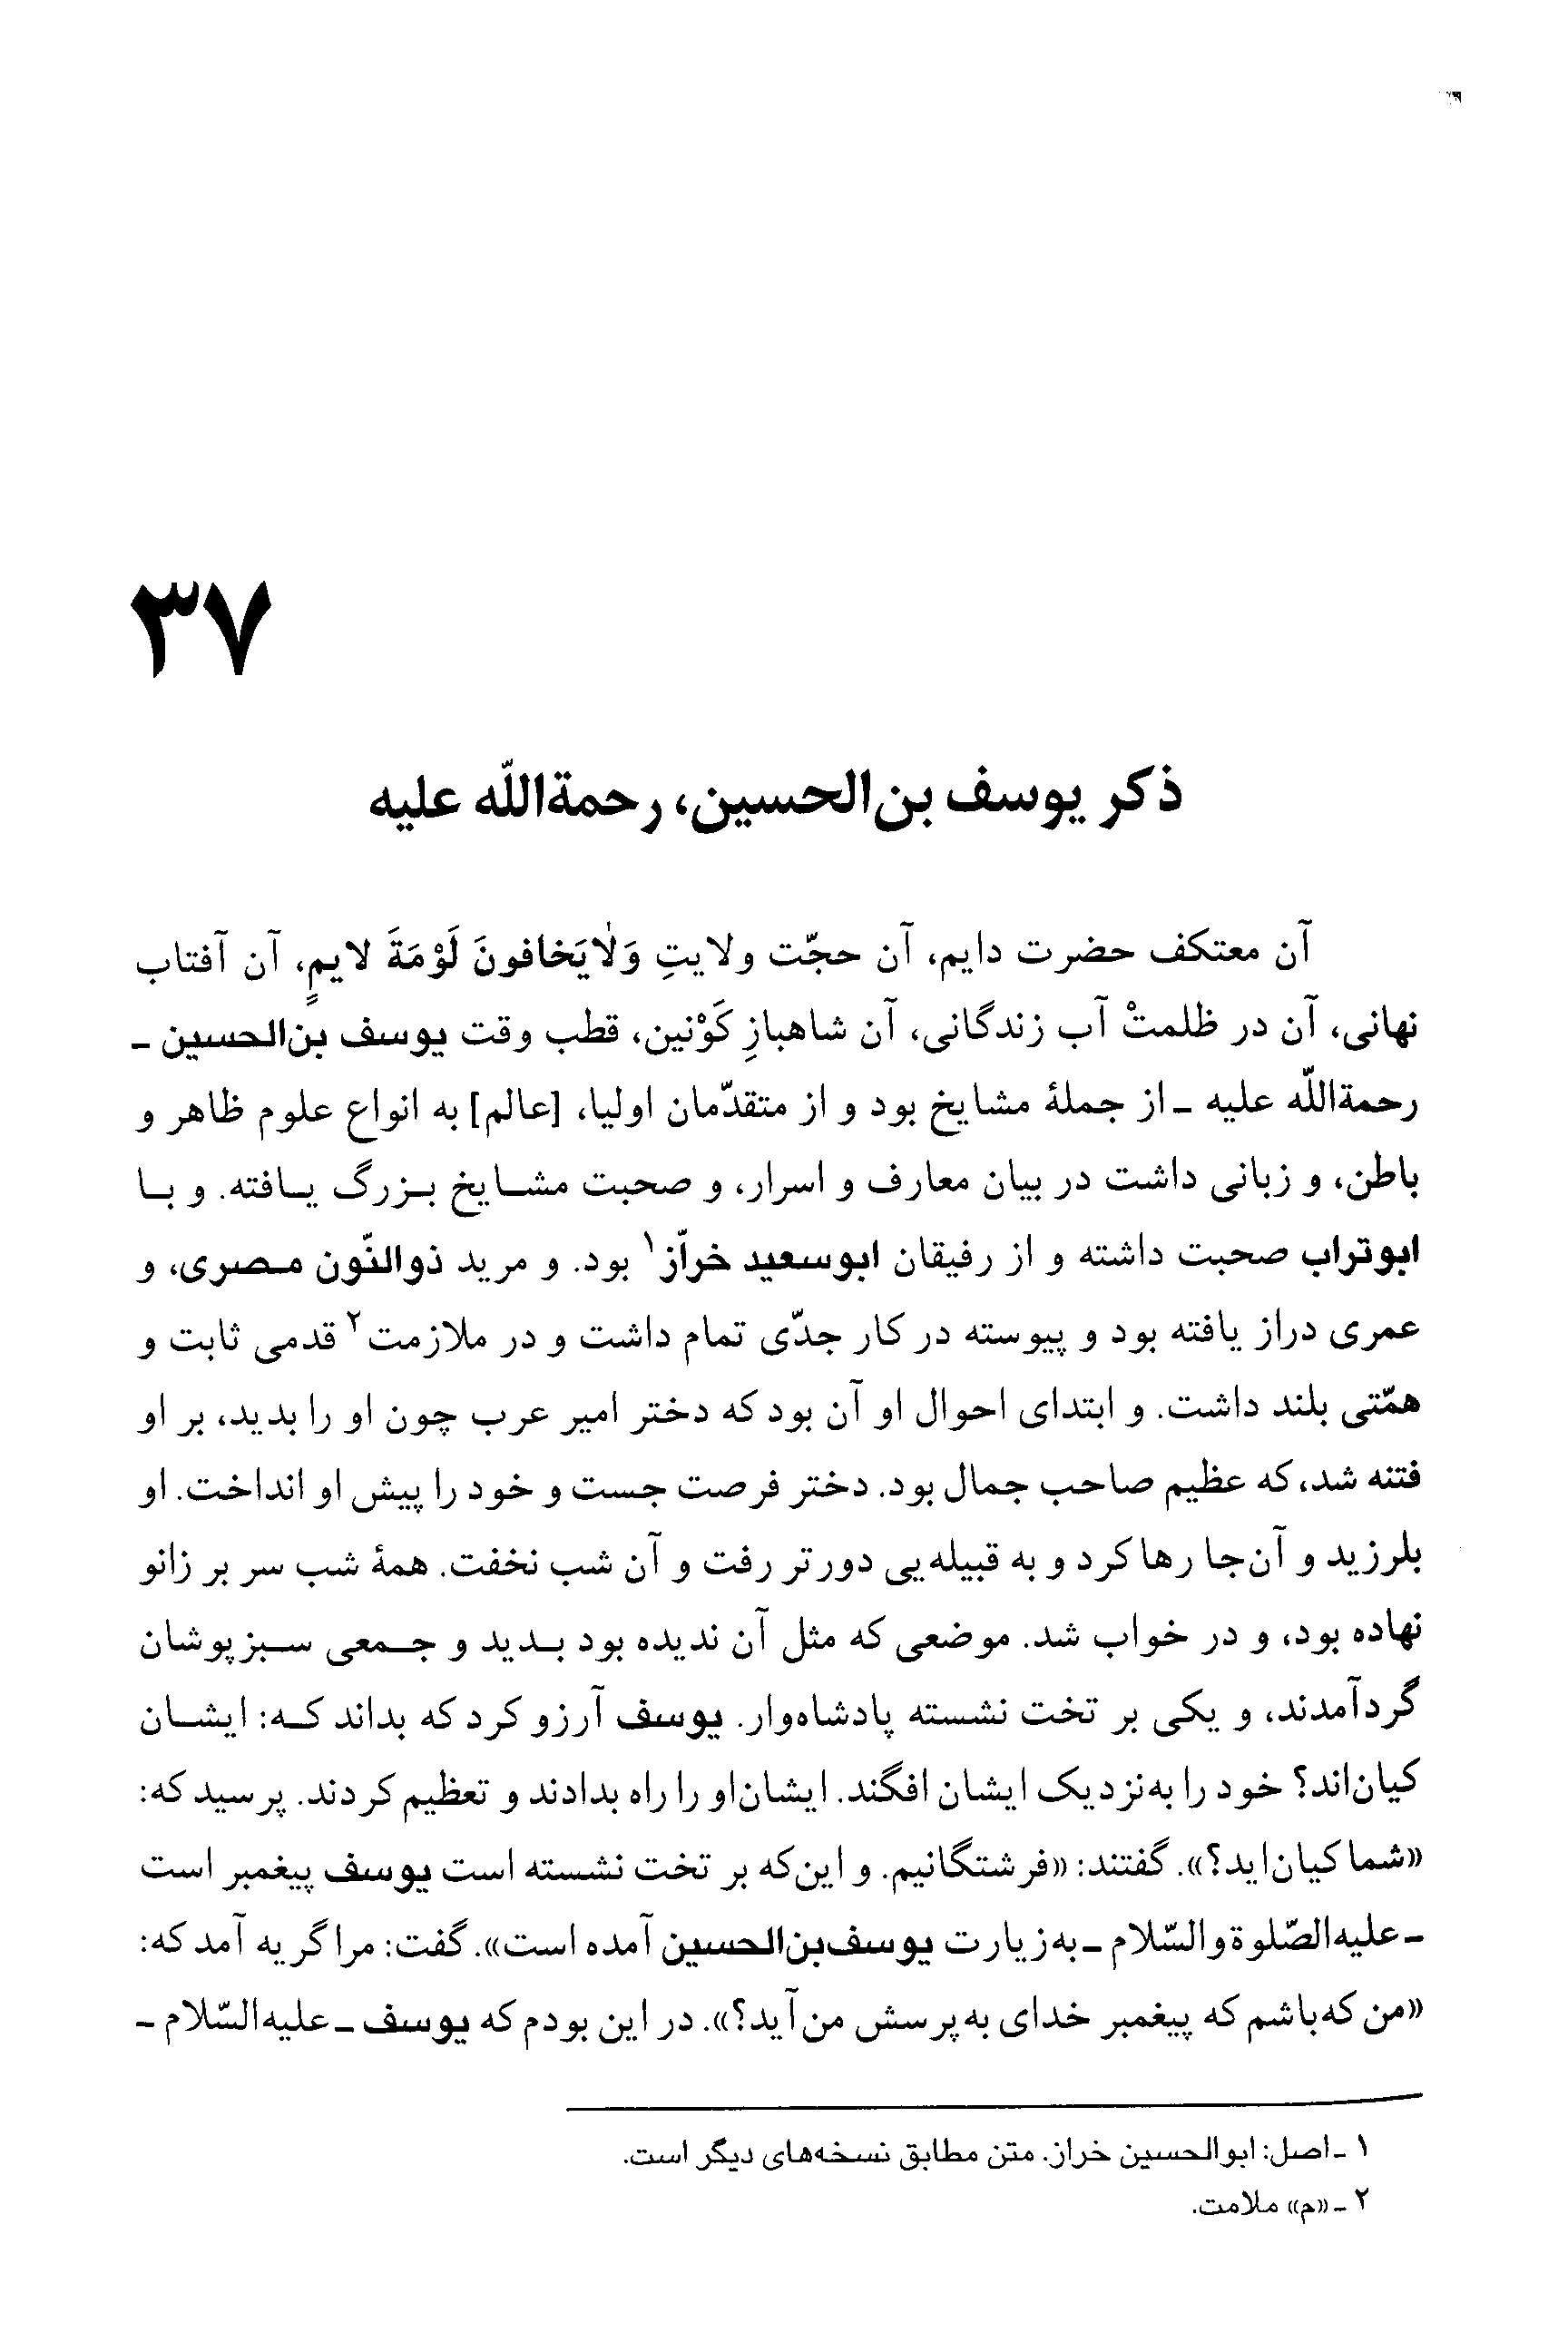 ۳۷
ذکر یوسف بن‌الحسین، رحمةاللّه علیه
آن معتکف حضرت دایم، آن حجّت ولایتِ وَلٰایَخافونَ لَوْمَةَ لایمٍ، آن آفتاب
نهانی، آن در ظلمتْ آب زندگانی، آن شاهبازِ کَوْنین، قطب وقت یوسف بن‌الحسین ـ
رحمةاللّه علیه ـ از جملهٔ مشایخ بود و از متقدّمان اولیا، [عالم] به انواع علوم ظاهر و
باطن، و زبانی داشت در بیان معارف و اسرار، و صحبت مشایخ بزرگ یافته. و با
ابوتراب صحبت داشته و از رفیقان ابوسعید خرّاز۱ بود. و مرید ذوالنّون مصری، و
عمری دراز یافته بود و پیوسته در کار جدّی تمام داشت و در ملازمت۲ قدمی ثابت و
همّتی بلند داشت. و ابتدای احوال او آن بود که دختر امیر عرب چون او را بدید، بر او
فتنه شد، که عظیم صاحب جمال بود. دختر فرصت جست و خود را پیش او انداخت. او
بلرزید و آن‌جا رها کرد و به قبیله‌یی دورتر رفت و آن شب نخفت. همهٔ شب سر بر زانو
نهاده بود، و در خواب شد. موضعی که مثل آن ندیده بود بدید و جمعی سبزپوشان
گردآمدند، و یکی بر تخت نشسته پادشاه‌وار. یوسف آرزو کرد که بداند که: ایشان
کیان‌اند؟ خود را به‌نزدیک ایشان افگند. ایشان‌او را راه بدادند و تعظیم کردند. پرسید که:
«شما کیان‌اید؟». گفتند: «فرشتگانیم. و این‌که بر تخت نشسته است یوسف پیغمبر است
ـ علیه‌الصّلوةوالسّلام ـ به‌زیارت یوسف‌بن‌الحسین آمده است». گفت: مرا گریه آمد که:
«من که‌باشم که پیغمبر خدای به‌پرسش من‌آید؟». در این بودم که یوسف ـ علیه‌السّلام ـ
۱ ـ اصل: ابوالحسین خراز. متن مطابق نسخه‌های دیگر است.
۲ ـ «م» ملامت.